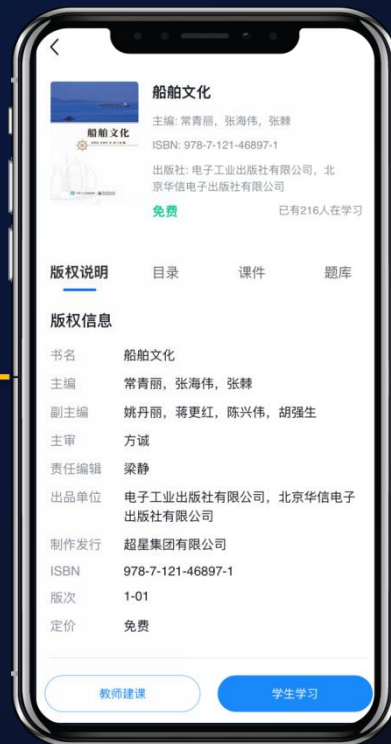 船舶文化
主编: 常青丽, 张海伟, 张棘
ISBN: 978-7-121-46897-1
出版社: 电子工业出版社有限公司, 北
京华信电子出版社有限公司
免费 已有216人在学习
船舶文化
版权说明 目录 课件 题库
版权信息
书名 船舶文化
主编 常青丽, 张海伟, 张棘
副主编 姚丹丽, 蒋更红, 陈兴伟, 胡强生
主审 方诚
责任编辑 梁静
出品单位 电子工业出版社有限公司, 北京华信电子
出版社有限公司
制作发行 超星集团有限公司
ISBN 978-7-121-46897-1
版次 1-01
定价 免费
教师建课 学生学习